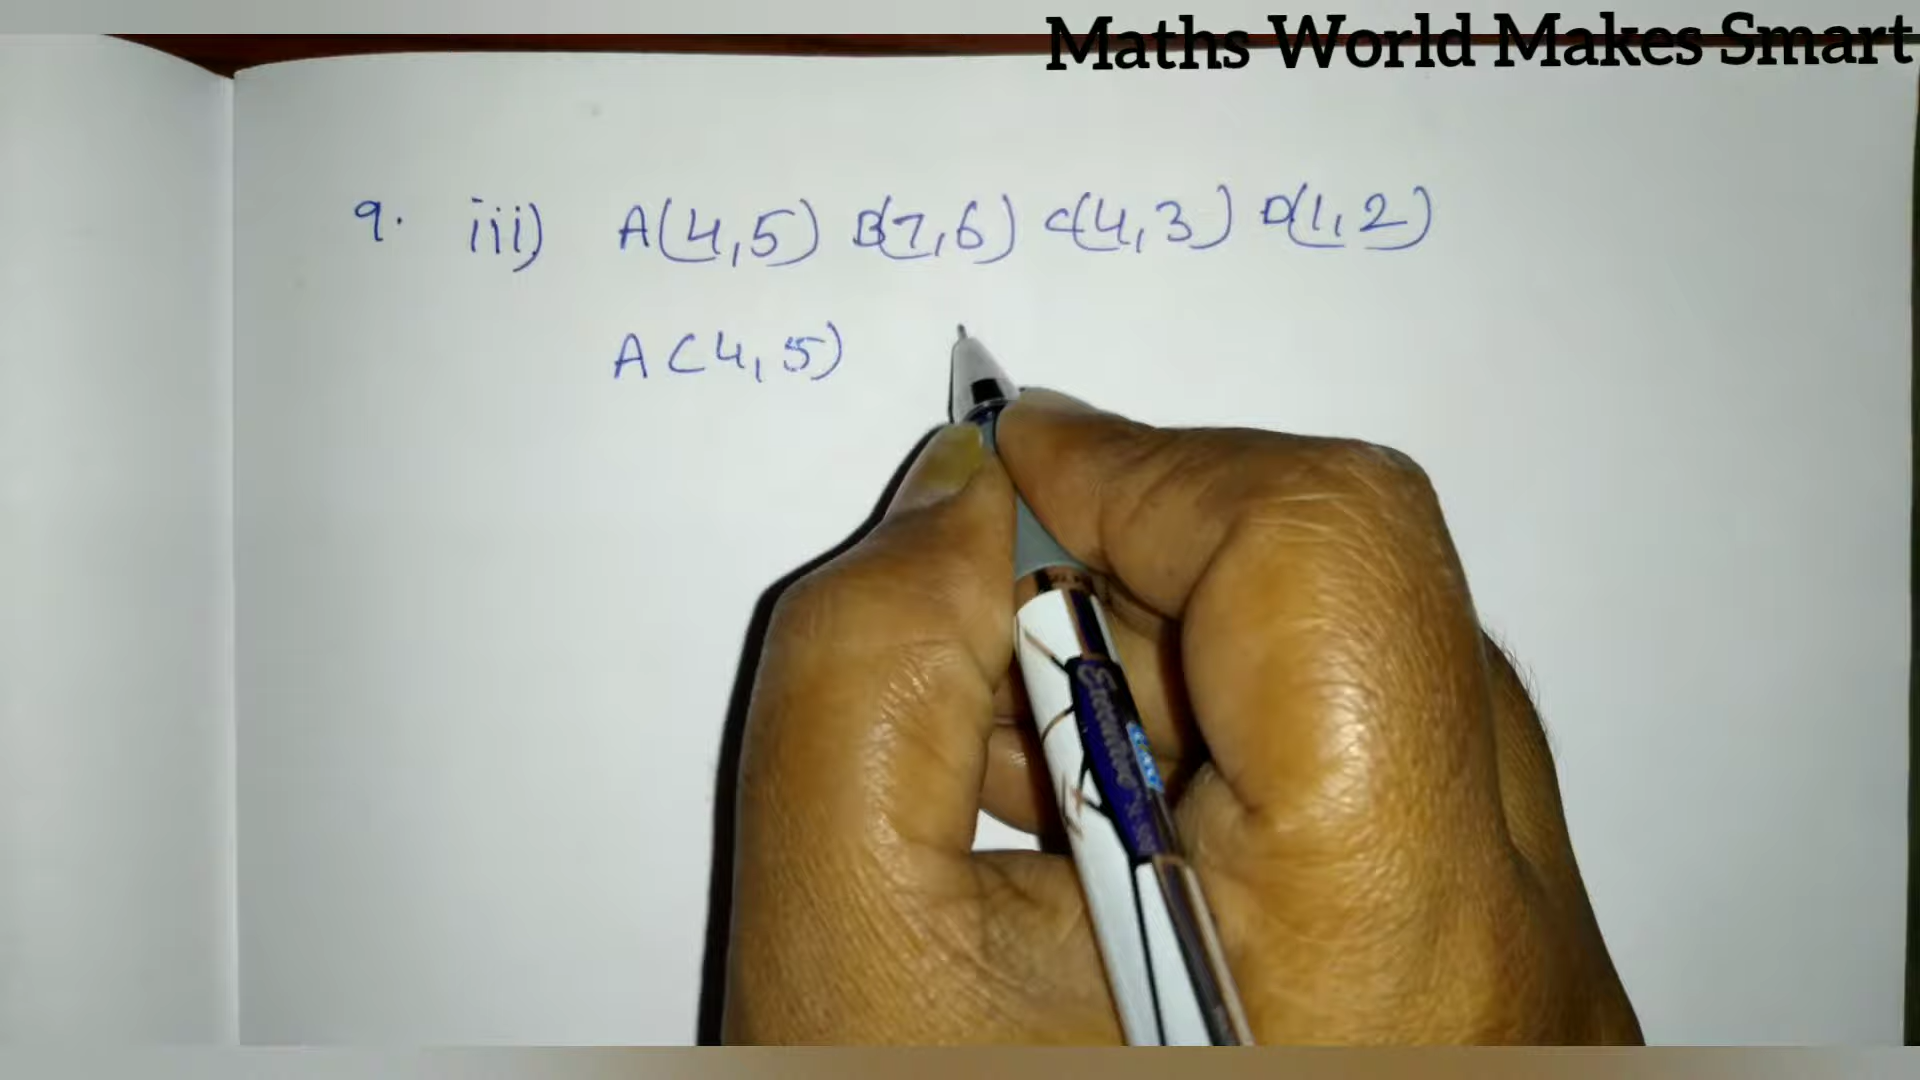 Maths World Makes Smart
9. iii) A(4,5) B(7,6) C(4,3) D(1,2)
A (4,5)